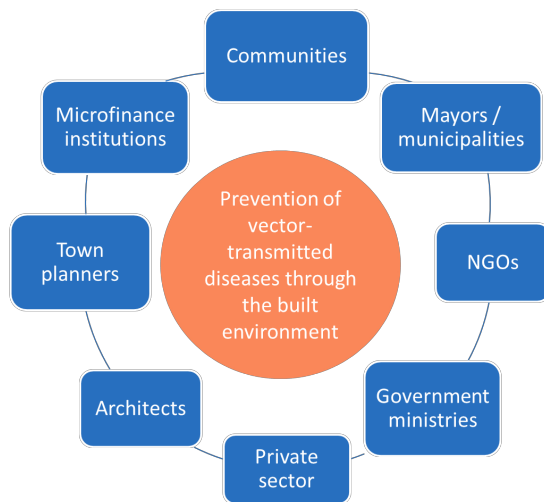 Communities
Mayors /
municipalities
NGOs
Government
ministries
Private
sector
Architects
Town
planners
Microfinance
institutions
Prevention of
vector-
transmitted
diseases through
the built
environment